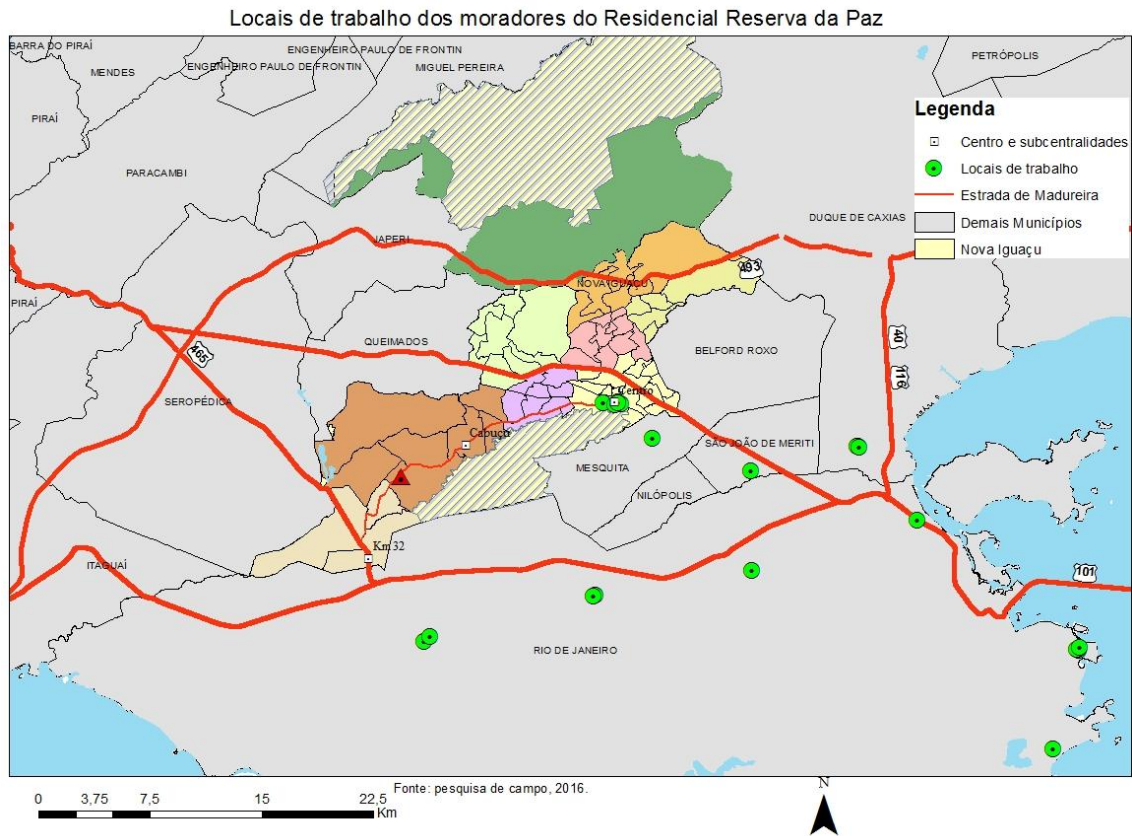 Locais de trabalho dos moradores do Residencial Reserva da Paz
BARRA DO PIRAÍ
ENGENHEIRO PAULO DE FRONTIN
MENDES
ENGENHEIRO PAULO DE FRONTIN
MIGUEL PEREIRA
PETRÓPOLIS
PIRAÍ
PARACAMBI
Legenda
Centro e subcentralidades
Locais de trabalho
Estrada de Madureira
Demais Municípios
Nova Iguaçu
DUQUE DE CAXIAS
JAPERI
493
NOVA IGUAÇU
PIRAÍ
465
QUEIMADOS
BELFORD ROXO
40
116
SEROPÉDICA
Centro
Cabuçu
SÃO JOÃO DE MERITI
MESQUITA
NILÓPOLIS
Km 32
ITAGUAÍ
101
RIO DE JANEIRO
Fonte: pesquisa de campo, 2016.
N
0 3,75 7,5 15 22,5
Km